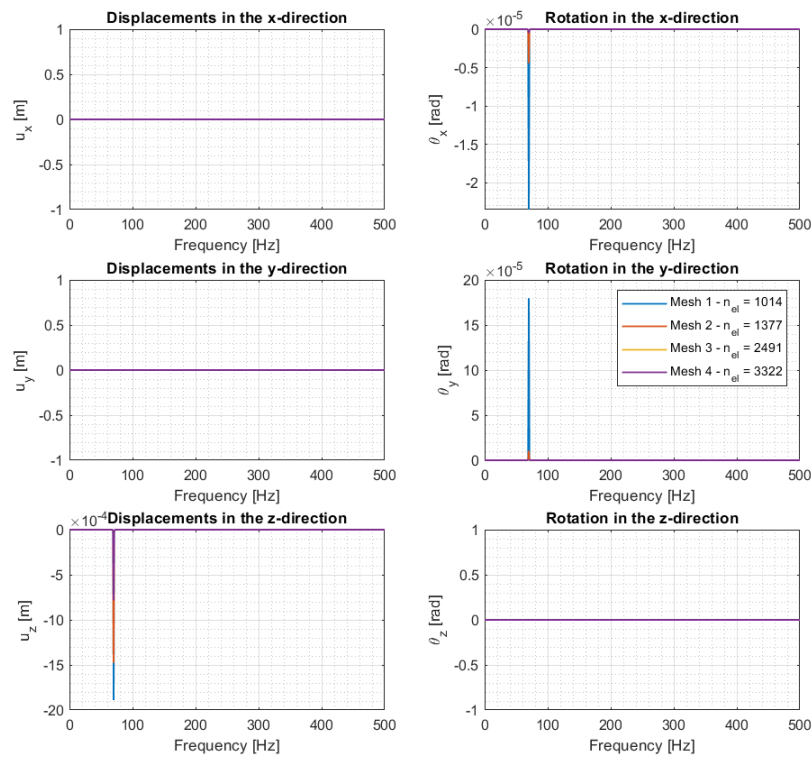 Displacements in the x-direction
1
0.5
0
-0.5
-1
u_x [m]
0 100 200 300 400 500
Frequency [Hz]
×10^-5 Rotation in the x-direction
0
-0.5
-1
-1.5
-2
θ_x [rad]
0 100 200 300 400 500
Frequency [Hz]
Displacements in the y-direction
1
0.5
0
-0.5
-1
u_y [m]
0 100 200 300 400 500
Frequency [Hz]
×10^-5 Rotation in the y-direction
20
15
10
5
0
θ_y [rad]
Mesh 1 - n_el = 1014
Mesh 2 - n_el = 1377
Mesh 3 - n_el = 2491
Mesh 4 - n_el = 3322
0 100 200 300 400 500
Frequency [Hz]
×10^-4 Displacements in the z-direction
0
-5
-10
-15
-20
u_z [m]
0 100 200 300 400 500
Frequency [Hz]
Rotation in the z-direction
1
0.5
0
-0.5
-1
θ_z [rad]
0 100 200 300 400 500
Frequency [Hz]